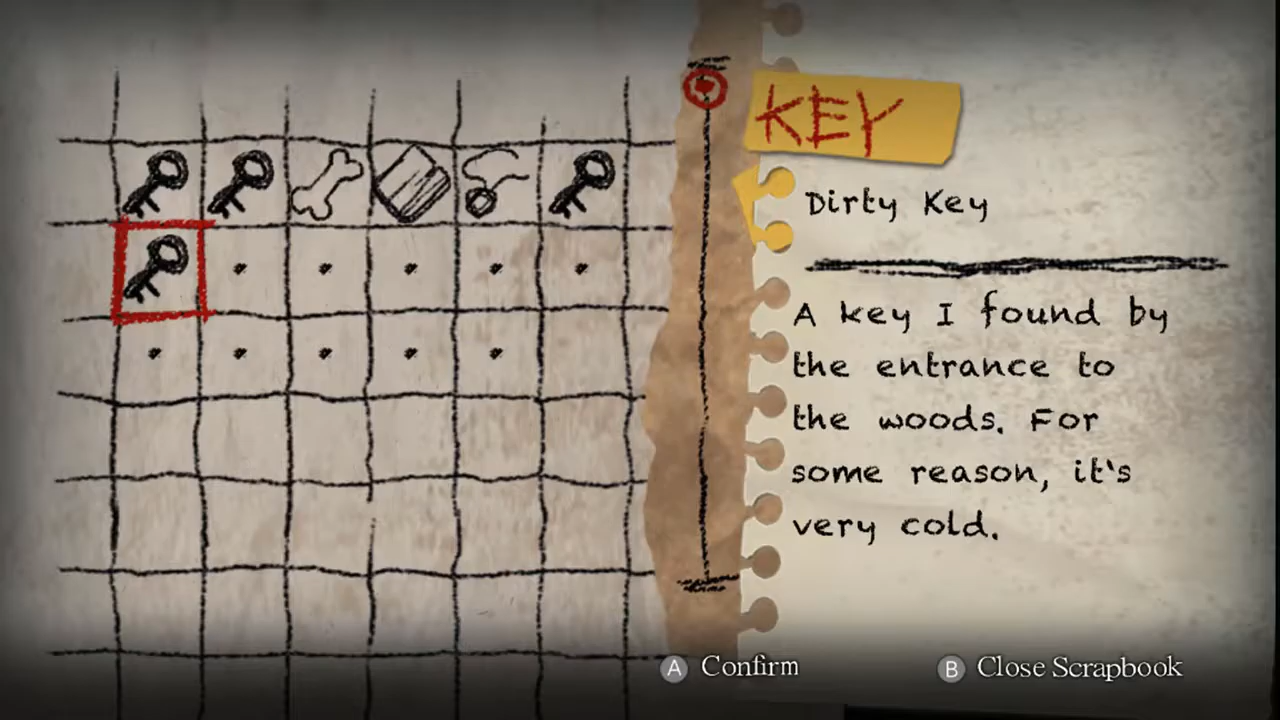 KEY
Dirty Key
A key I found by
the entrance to
the woods. For
some reason, it's
very cold.
A Confirm
B Close Scrapbook